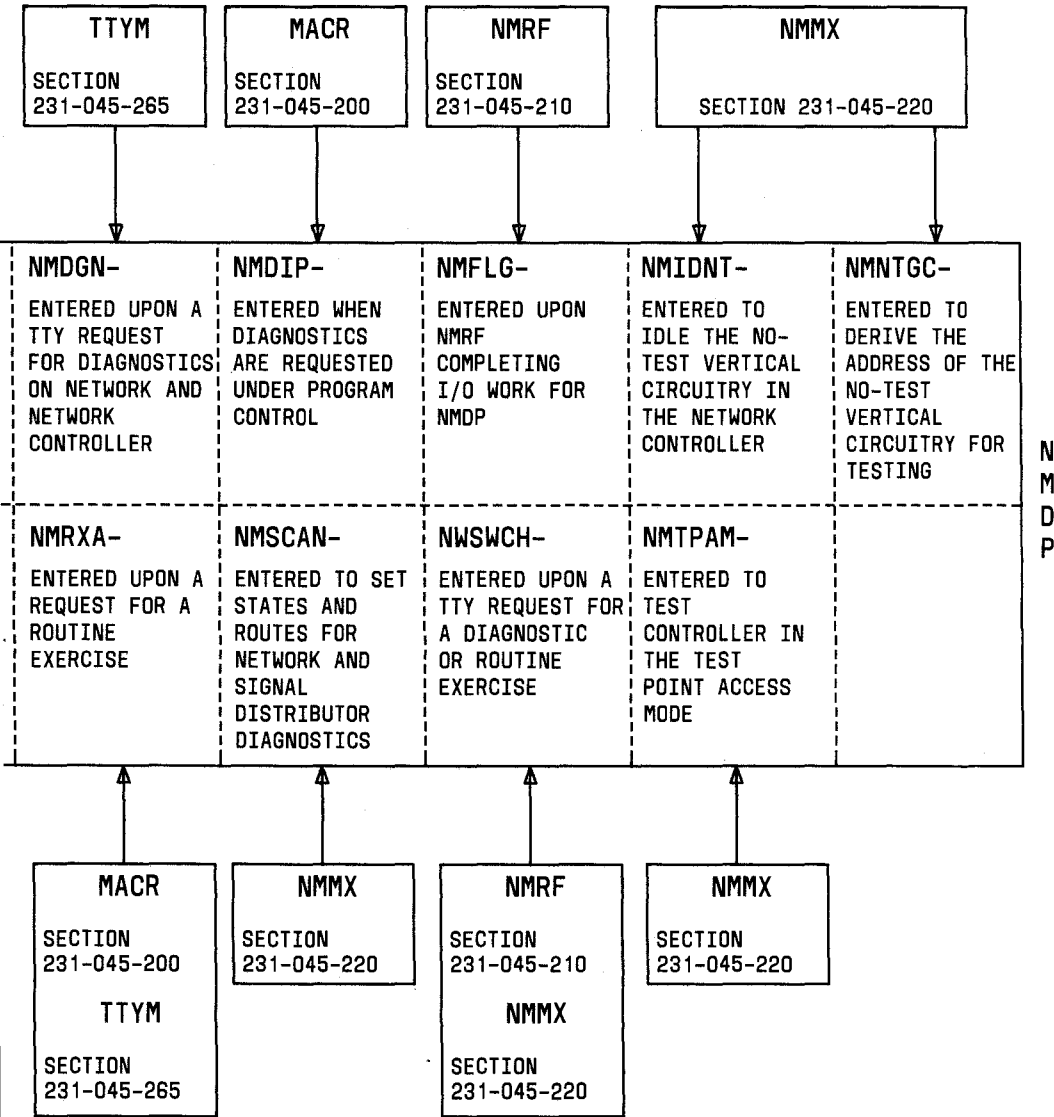 TTYM
SECTION
231-045-265
MACR
SECTION
231-045-200
NMRF
SECTION
231-045-210
NMMX
SECTION 231-045-220
NMDGN-
ENTERED UPON A
TTY REQUEST
FOR DIAGNOSTICS
ON NETWORK AND
NETWORK
CONTROLLER
NMDIP-
ENTERED WHEN
DIAGNOSTICS
ARE REQUESTED
UNDER PROGRAM
CONTROL
NMFLG-
ENTERED UPON
NMRF
COMPLETING
I/O WORK FOR
NMDP
NMIDNT-
ENTERED TO
IDLE THE NO-
TEST VERTICAL
CIRCUITRY IN
THE NETWORK
CONTROLLER
NMNTGC-
ENTERED TO
DERIVE THE
ADDRESS OF THE
NO-TEST
VERTICAL
CIRCUITRY FOR
TESTING
N
M
D
P
NMRXA-
ENTERED UPON A
REQUEST FOR A
ROUTINE
EXERCISE
NMSCAN-
ENTERED TO SET
STATES AND
ROUTES FOR
NETWORK AND
SIGNAL
DISTRIBUTOR
DIAGNOSTICS
NWSWCH-
ENTERED UPON A
TTY REQUEST FOR
A DIAGNOSTIC
OR ROUTINE
EXERCISE
NMTPAM-
ENTERED TO
TEST
CONTROLLER IN
THE TEST
POINT ACCESS
MODE
MACR
SECTION
231-045-200
TTYM
SECTION
231-045-265
NMMX
SECTION
231-045-220
NMRF
SECTION
231-045-210
NMMX
SECTION
231-045-220
NMMX
SECTION
231-045-220